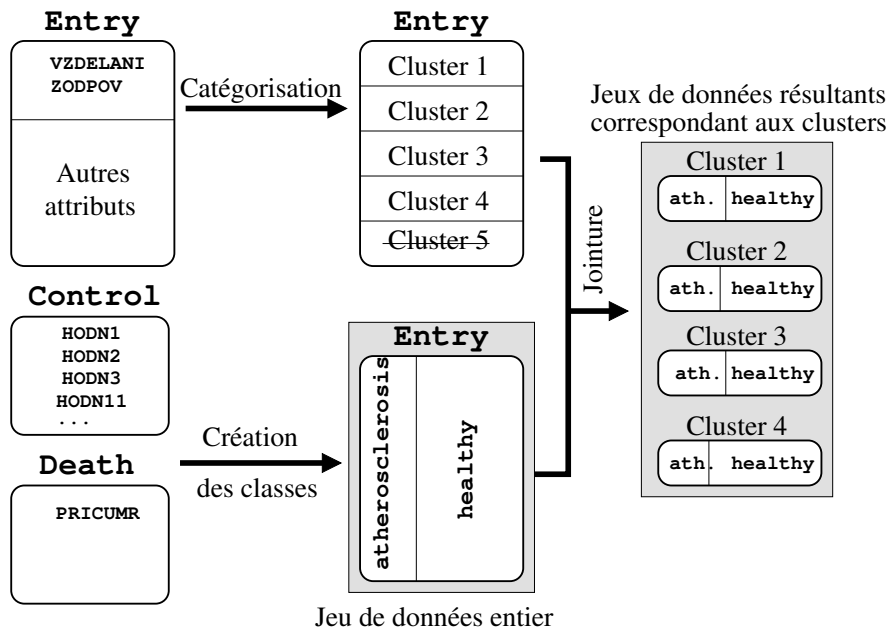 Entry
VZDELANI
ZODPOV
Autres
attributs
Catégorisation
Entry
Cluster 1
Cluster 2
Cluster 3
Cluster 4
Cluster 5
Control
HODN1
HODN2
HODN3
HODN11
...
Death
PRICUMR
Création
des classes
Entry
atherosclerosis
healthy
Jeu de données entier
Jointure
Jeux de données résultants
correspondant aux clusters
Cluster 1
ath. healthy
Cluster 2
ath. healthy
Cluster 3
ath. healthy
Cluster 4
ath. healthy